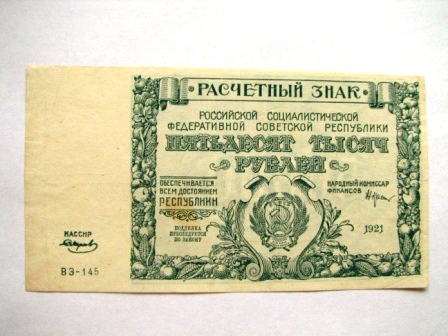 РАСЧЕТНЫЙ ЗНАК
РОССИЙСКОЙ СОЦИАЛИСТИЧЕСКОЙ
ФЕДЕРАТИВНОЙ СОВЕТСКОЙ РЕСПУБЛИКИ
ПЯТЬДЕСЯТ ТЫСЯЧ
РУБЛЕЙ
ОБЕСПЕЧИВАЕТСЯ
ВСЕМ ДОСТОЯНИЕМ
РЕСПУБЛИКИ
НАРОДНЫЙ КОМИССАР
ФИНАНСОВ
ПОДДЕЛКА
ПРЕСЛЕДУЕТСЯ
ПО ЗАКОНУ
1921
КАССИР
ВЭ-145